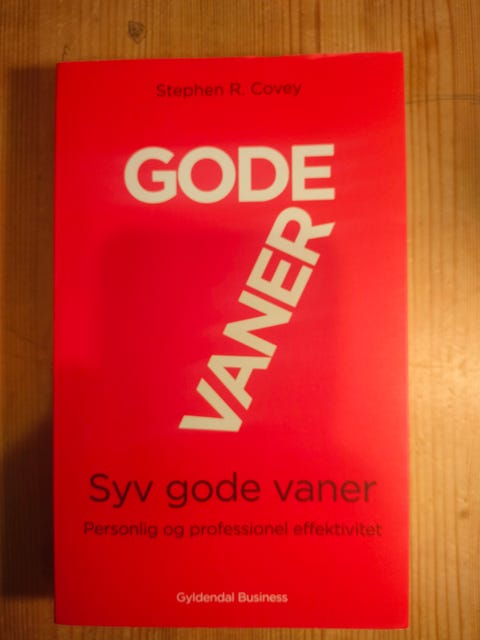 Stephen R. Covey
GODE
VANER
Syv gode vaner
Personlig og professionel effektivitet
Gyldendal Business